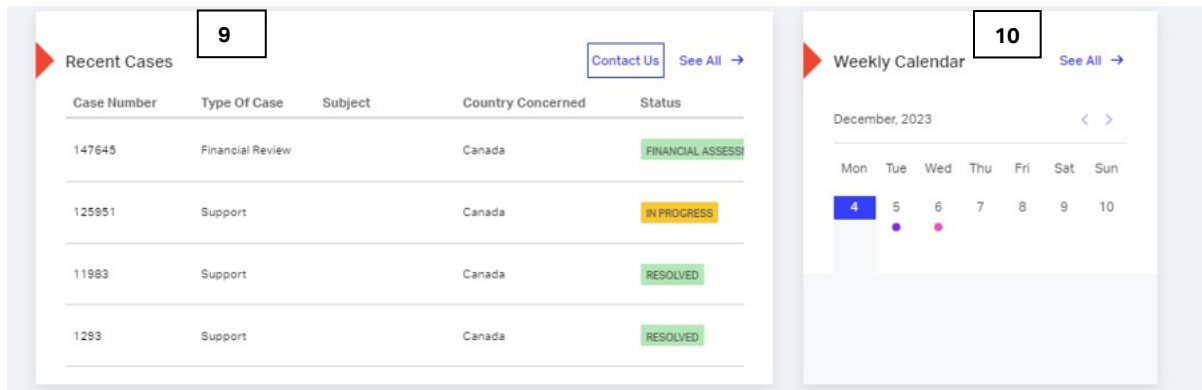 9
Recent Cases Contact Us See All →
Case Number Type Of Case Subject Country Concerned Status
147645 Financial Review Canada FINANCIAL ASSESSM
125951 Support Canada IN PROGRESS
11983 Support Canada RESOLVED
1293 Support Canada RESOLVED
10
Weekly Calendar See All →
December, 2023 < >
Mon Tue Wed Thu Fri Sat Sun
4 5 6 7 8 9 10